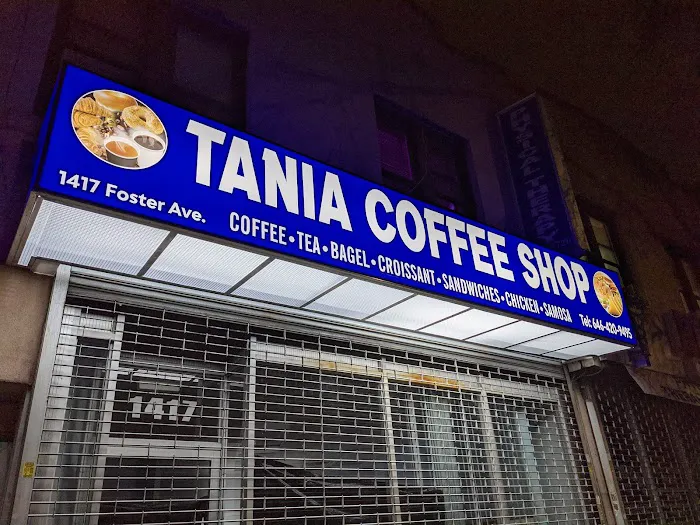 TANIA COFFEE SHOP
1417 Foster Ave.
COFFEE • TEA • BAGEL • CROISSANT • SANDWICHES • CHICKEN • SAMOSA
Tel: 646-420-9495
1417